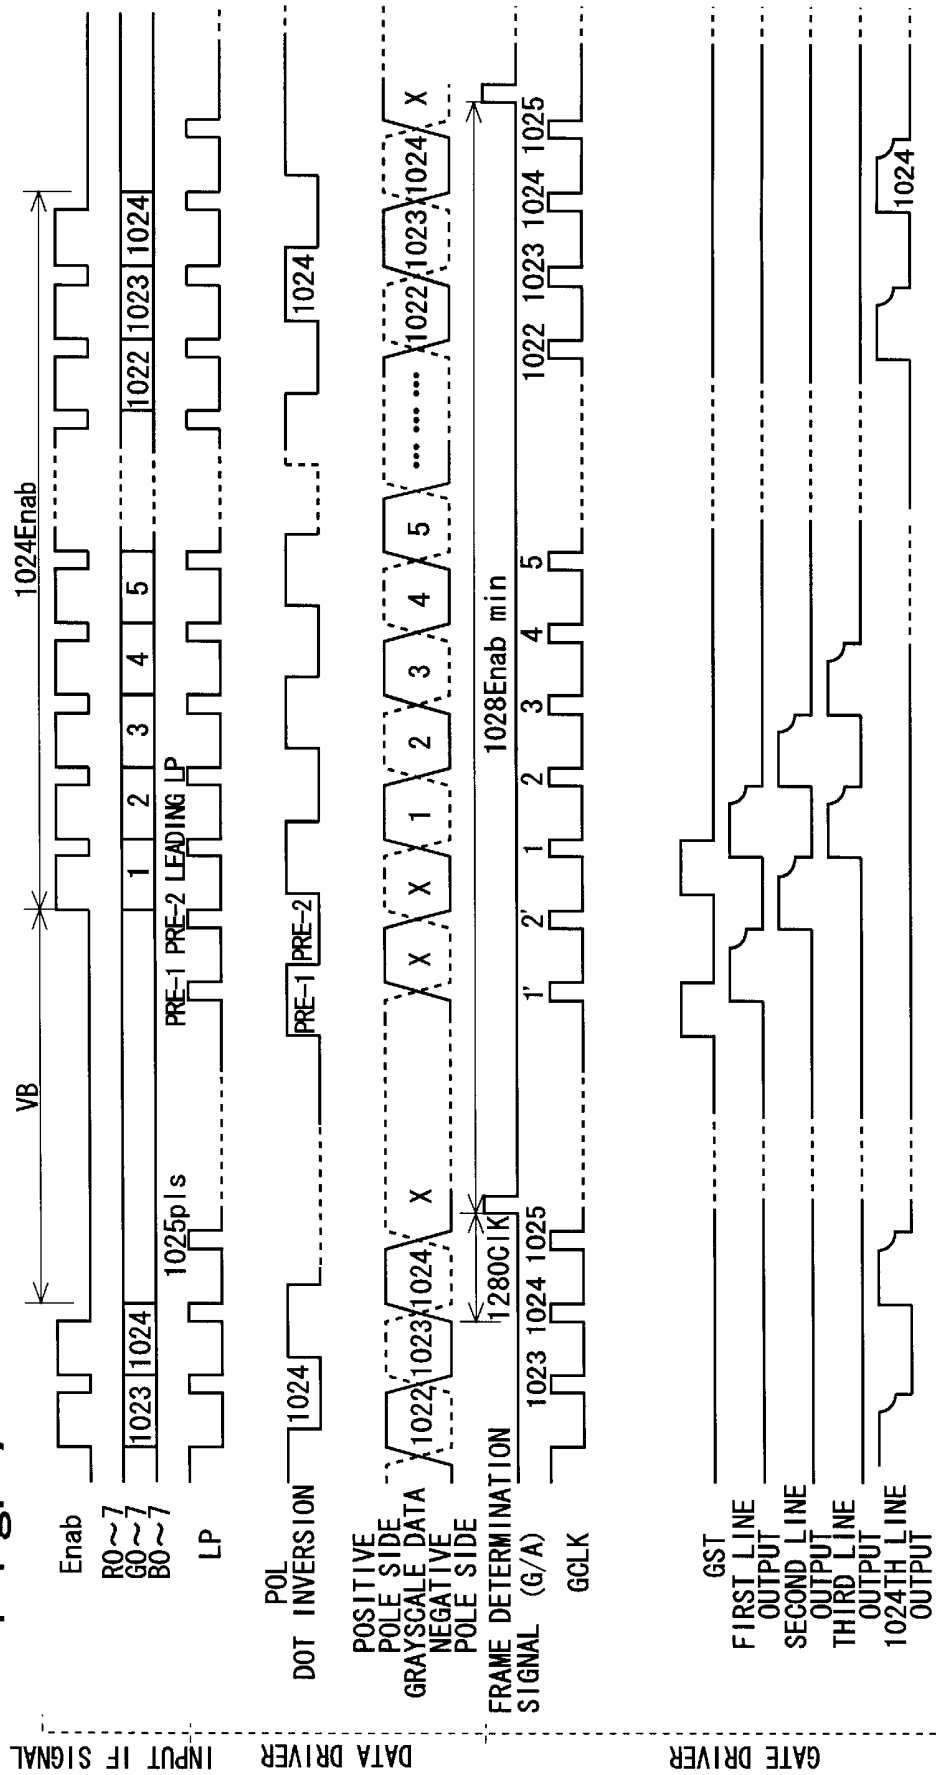 Enab
VB
1024Enab
R0~7
G0~7
B0~7
1023 1024 1 2 3 4 5 1022 1023 1024
LP
1025pls PRE-1 PRE-2 LEADING LP
POL
DOT INVERSION
1024 PRE-1 PRE-2 1024
POSITIVE
POLE SIDE
GRAYSCALE DATA
NEGATIVE
POLE SIDE
1022 1023 1024 X X X 1 2 3 4 5 1022 1023 1024 X
FRAME DETERMINATION
SIGNAL (G/A)
1280ClK
1028Enab min
GCLK
1023 1024 1025 1' 2' 1 2 3 4 5 1022 1023 1024 1025
GST
FIRST LINE
OUTPUT
SECOND LINE
OUTPUT
THIRD LINE
OUTPUT
1024TH LINE
OUTPUT
1024
INPUT IF SIGNAL
DATA DRIVER
GATE DRIVER